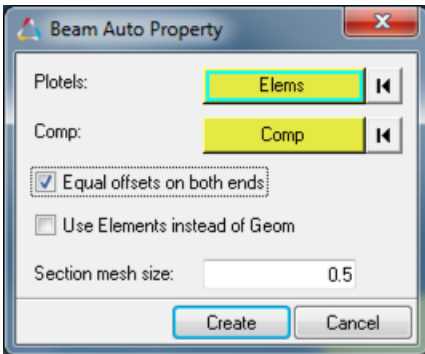 Beam Auto Property
Plotels: Elems
Comp: Comp
Equal offsets on both ends
Use Elements instead of Geom
Section mesh size: 0.5
Create Cancel